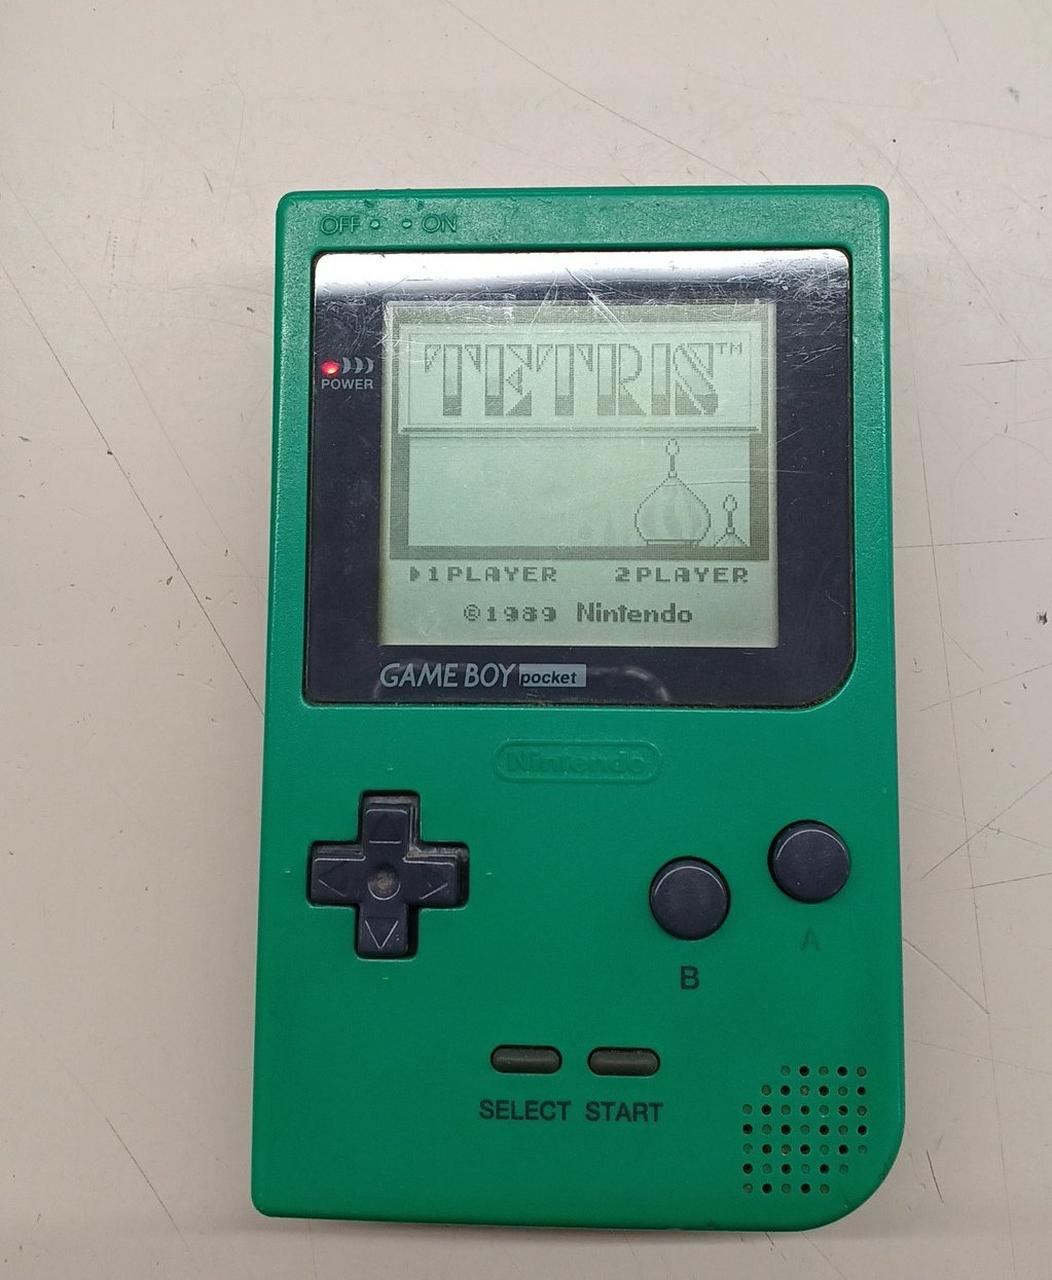 OFF ON
POWER
TETRIS™
1PLAYER 2PLAYER
©1989 Nintendo
GAME BOY pocket
Nintendo
A
B
SELECT START